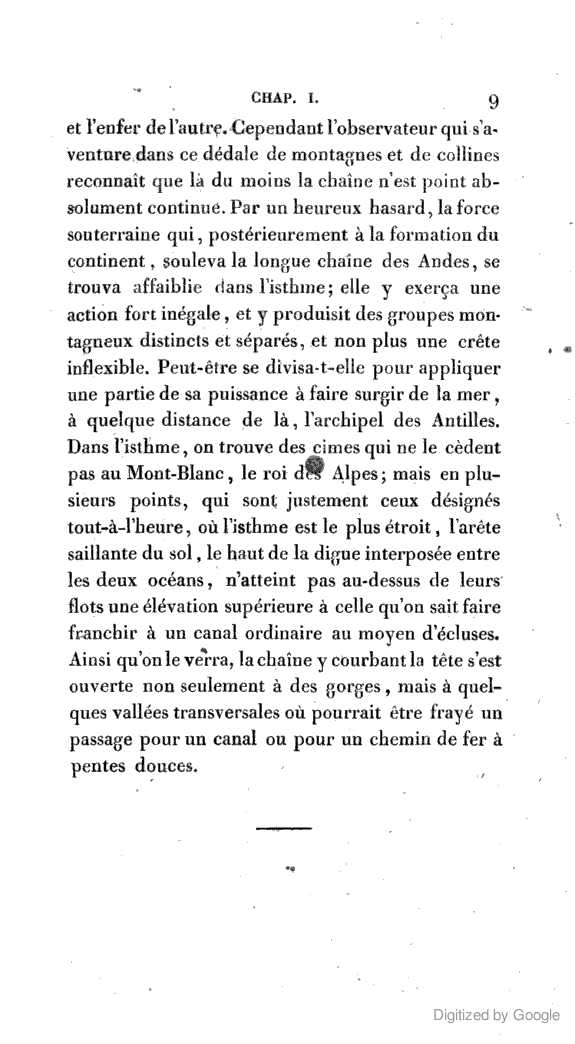 CHAP. I. 9
et l'enfer de l'autre. Cependant l'observateur qui s'a-
venture dans ce dédale de montagnes et de collines
reconnaît que là du moins la chaîne n'est point ab-
solument continue. Par un heureux hasard, la force
souterraine qui, postérieurement à la formation du
continent, souleva la longue chaîne des Andes, se
trouva affaiblie dans l'isthme; elle y exerça une
action fort inégale, et y produisit des groupes mon-
tagneux distincts et séparés, et non plus une crête
inflexible. Peut-être se divisa-t-elle pour appliquer
une partie de sa puissance à faire surgir de la mer,
à quelque distance de là, l'archipel des Antilles.
Dans l'isthme, on trouve des cimes qui ne le cèdent
pas au Mont-Blanc, le roi des Alpes; mais en plu-
sieurs points, qui sont justement ceux désignés
tout-à-l'heure, où l'isthme est le plus étroit, l'arête
saillante du sol, le haut de la digue interposée entre
les deux océans, n'atteint pas au-dessus de leurs
flots une élévation supérieure à celle qu'on sait faire
franchir à un canal ordinaire au moyen d'écluses.
Ainsi qu'on le verra, la chaîne y courbant la tête s'est
ouverte non seulement à des gorges, mais à quel-
ques vallées transversales où pourrait être frayé un
passage pour un canal ou pour un chemin de fer à
pentes douces.
Digitized by Google